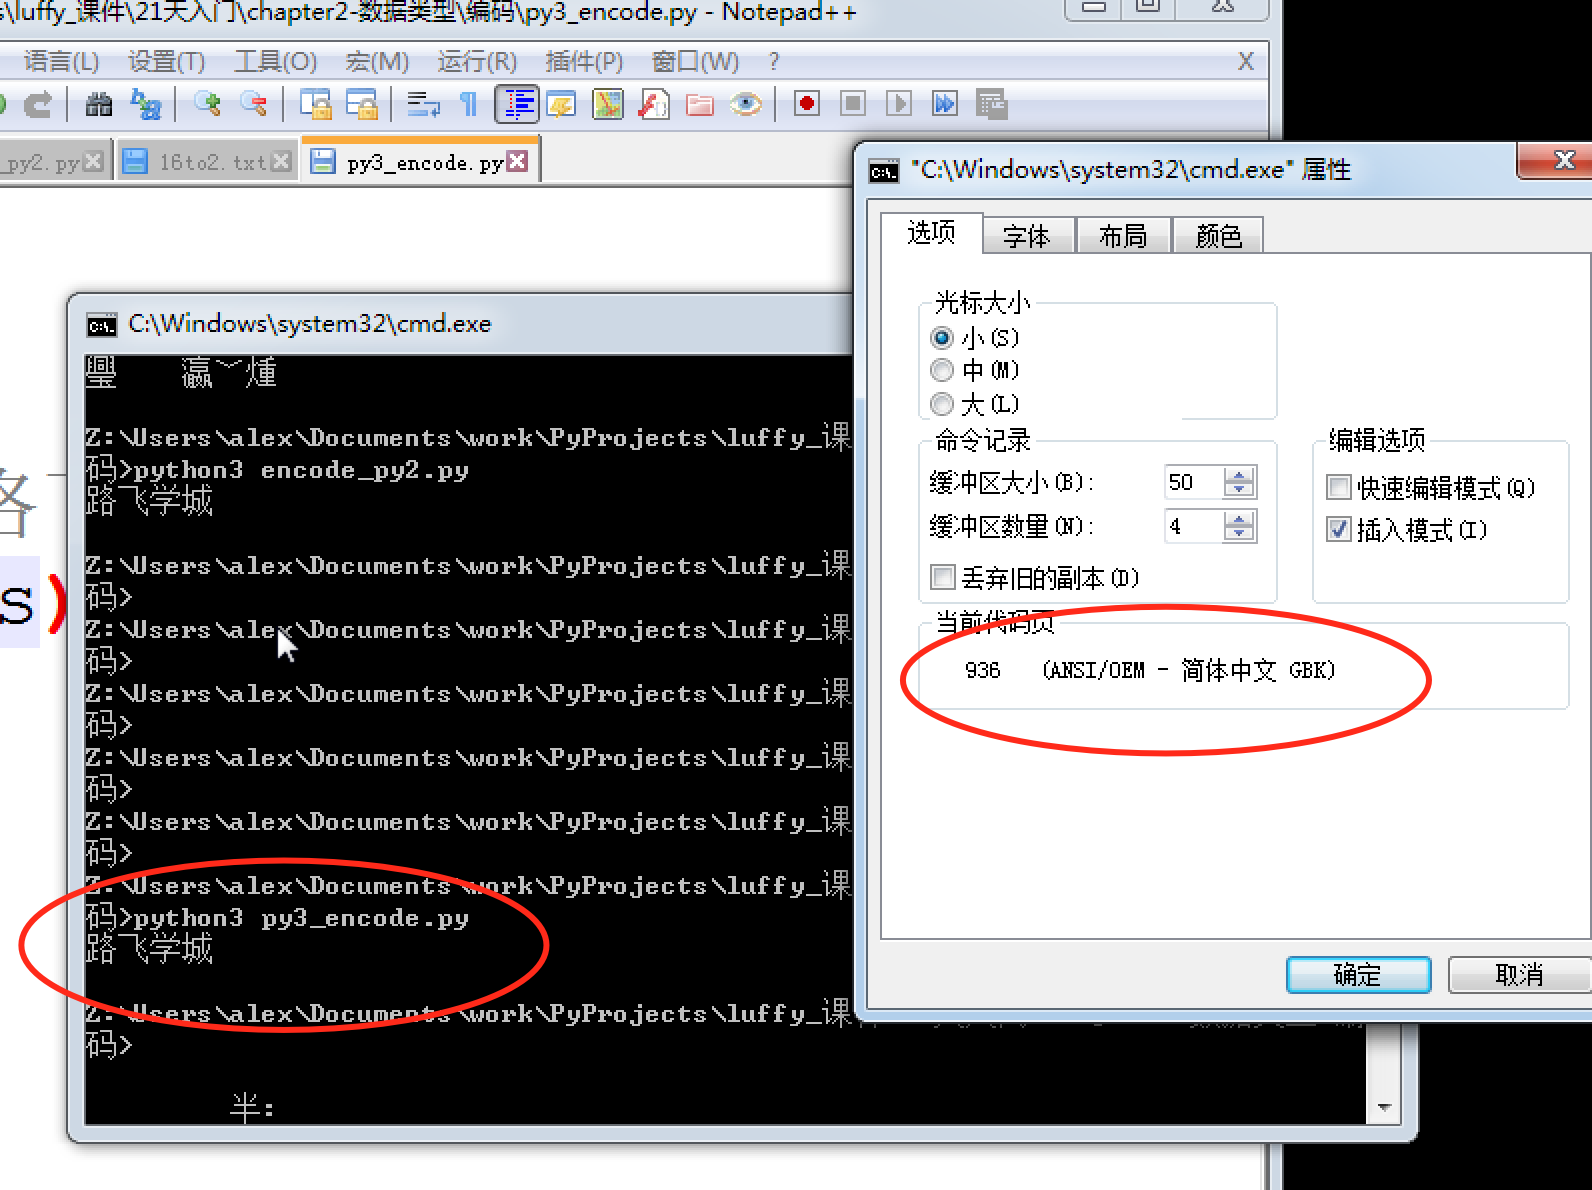 \luffy_课件\21天入门\chapter2-数据类型\编码\py3_encode.py - Notepad++
语言(L) 设置(T) 工具(O) 宏(M) 运行(R) 插件(P) 窗口(W) ? X
_py2.py 16to2.txt py3_encode.py
s)
"C:\Windows\system32\cmd.exe" 属性
选项 字体 布局 颜色
光标大小
小(S)
中(M)
大(L)
命令记录
缓冲区大小(B): 50
缓冲区数量(N): 4
丢弃旧的副本(D)
编辑选项
快速编辑模式(Q)
插入模式(I)
当前代码页
936 (ANSI/OEM - 简体中文 GBK)
确定 取消
C:\Windows\system32\cmd.exe
Z:\Users\alex\Documents\work\PyProjects\luffy_课
码>python3 encode_py2.py
路飞学城
Z:\Users\alex\Documents\work\PyProjects\luffy_课
码>
Z:\Users\alex\Documents\work\PyProjects\luffy_课
码>
Z:\Users\alex\Documents\work\PyProjects\luffy_课
码>
Z:\Users\alex\Documents\work\PyProjects\luffy_课
码>
Z:\Users\alex\Documents\work\PyProjects\luffy_课
码>
Z:\Users\alex\Documents\work\PyProjects\luffy_课
码>python3 py3_encode.py
路飞学城
Z:\Users\alex\Documents\work\PyProjects\luffy_课
码>
半: